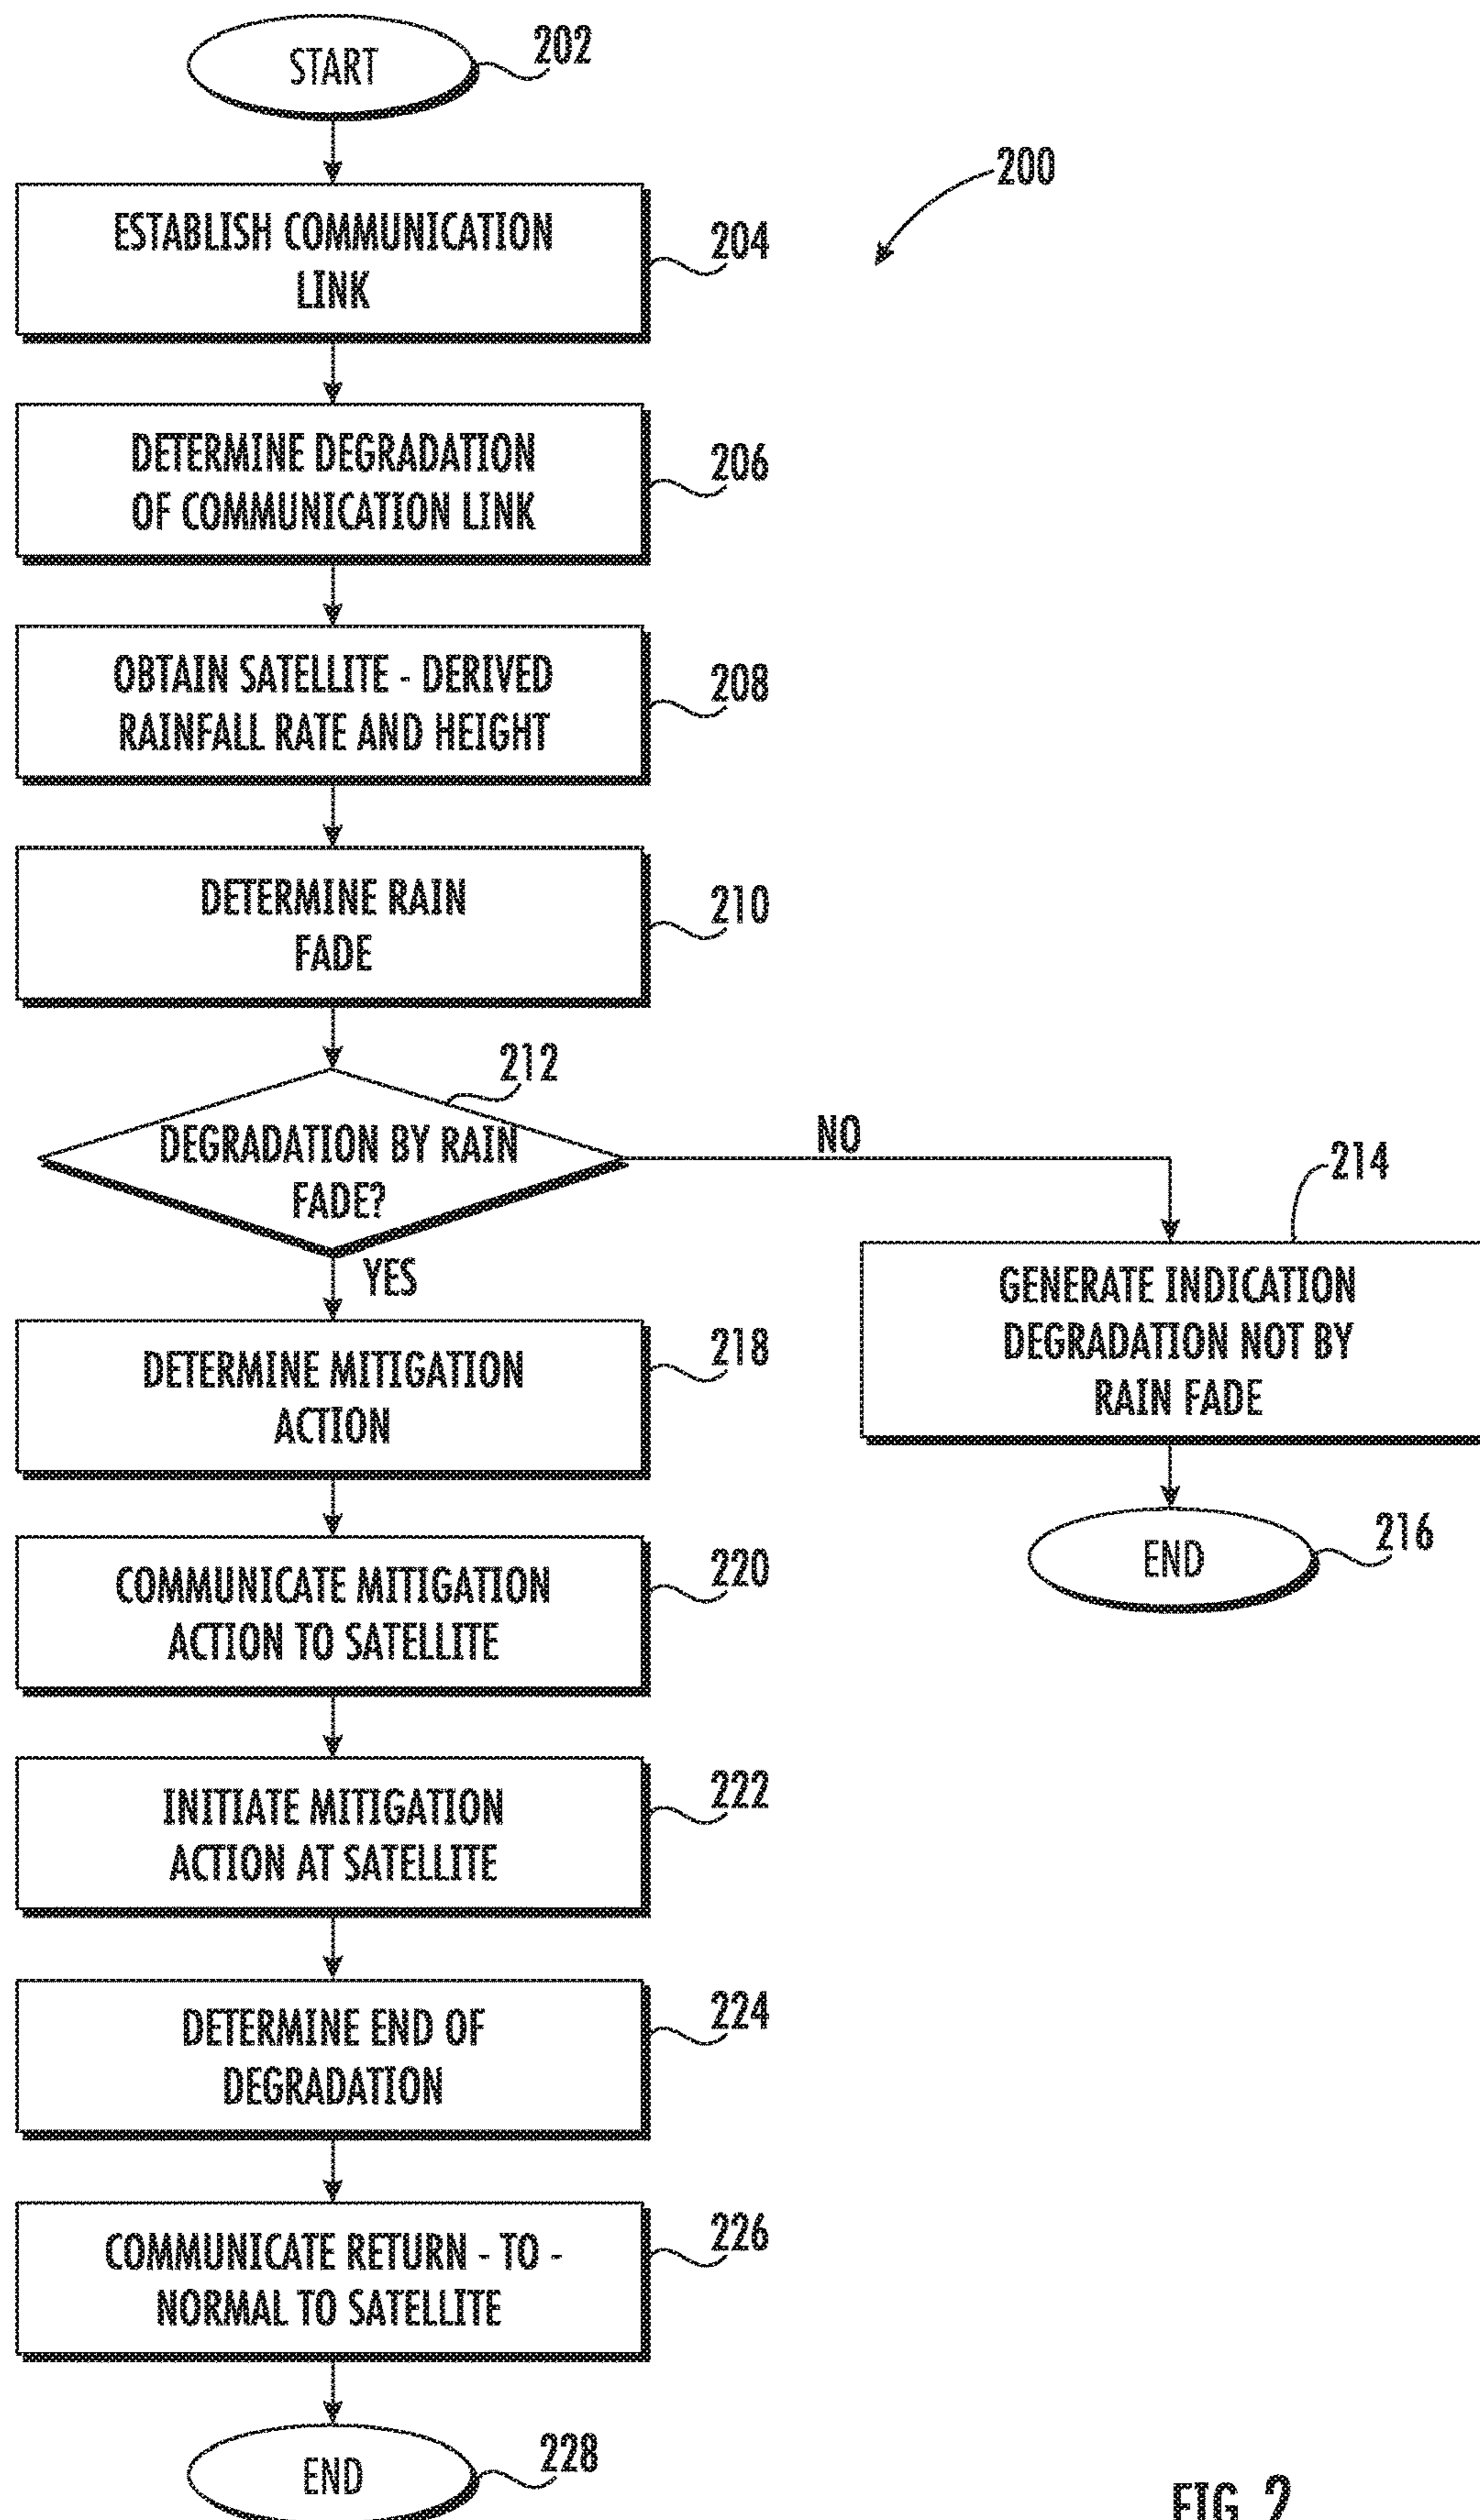 START
202
200
ESTABLISH COMMUNICATION
LINK
204
DETERMINE DEGRADATION
OF COMMUNICATION LINK
206
OBTAIN SATELLITE - DERIVED
RAINFALL RATE AND HEIGHT
208
DETERMINE RAIN
FADE
210
212
DEGRADATION BY RAIN
FADE?
NO
YES
214
GENERATE INDICATION
DEGRADATION NOT BY
RAIN FADE
END
216
DETERMINE MITIGATION
ACTION
218
COMMUNICATE MITIGATION
ACTION TO SATELLITE
220
INITIATE MITIGATION
ACTION AT SATELLITE
222
DETERMINE END OF
DEGRADATION
224
COMMUNICATE RETURN - TO -
NORMAL TO SATELLITE
226
END
228
FIG. 2